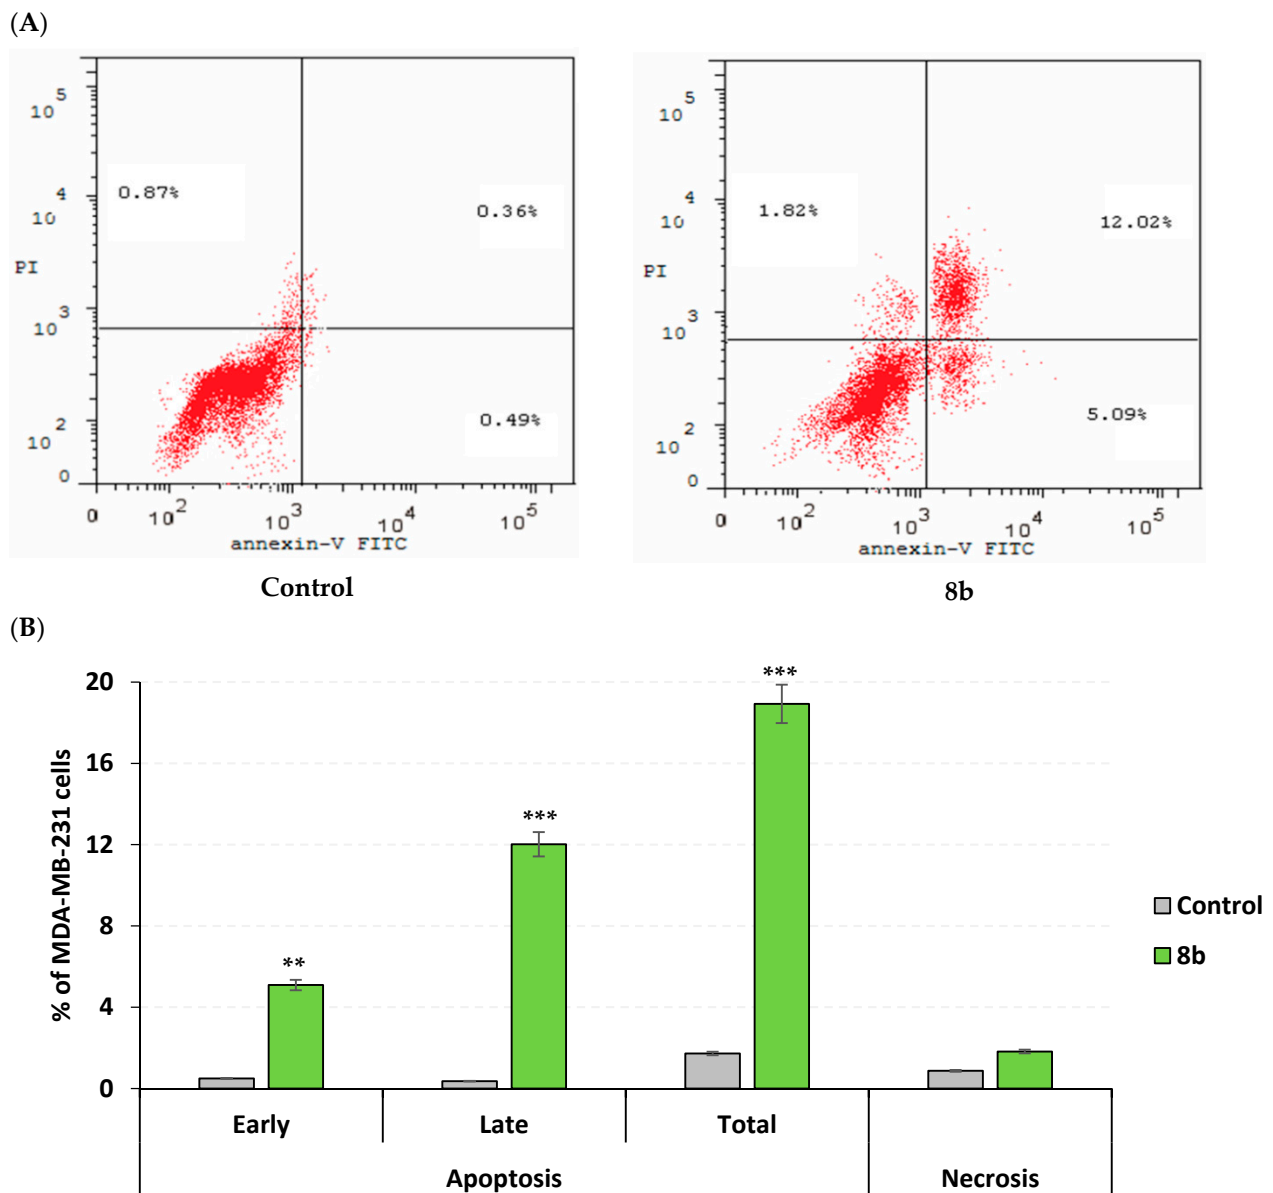 (A)
10^5
10^4
10^3
10^2
0
PI
0.87%
0.36%
0.49%
0 10^2 10^3 10^4 10^5
annexin-V FITC
Control
10^5
10^4
10^3
10^2
0
PI
1.82%
12.02%
5.09%
0 10^2 10^3 10^4 10^5
annexin-V FITC
8b
(B)
% of MDA-MB-231 cells
20
16
12
8
4
0
**
***
***
Early Late Total
Apoptosis Necrosis
Control
8b